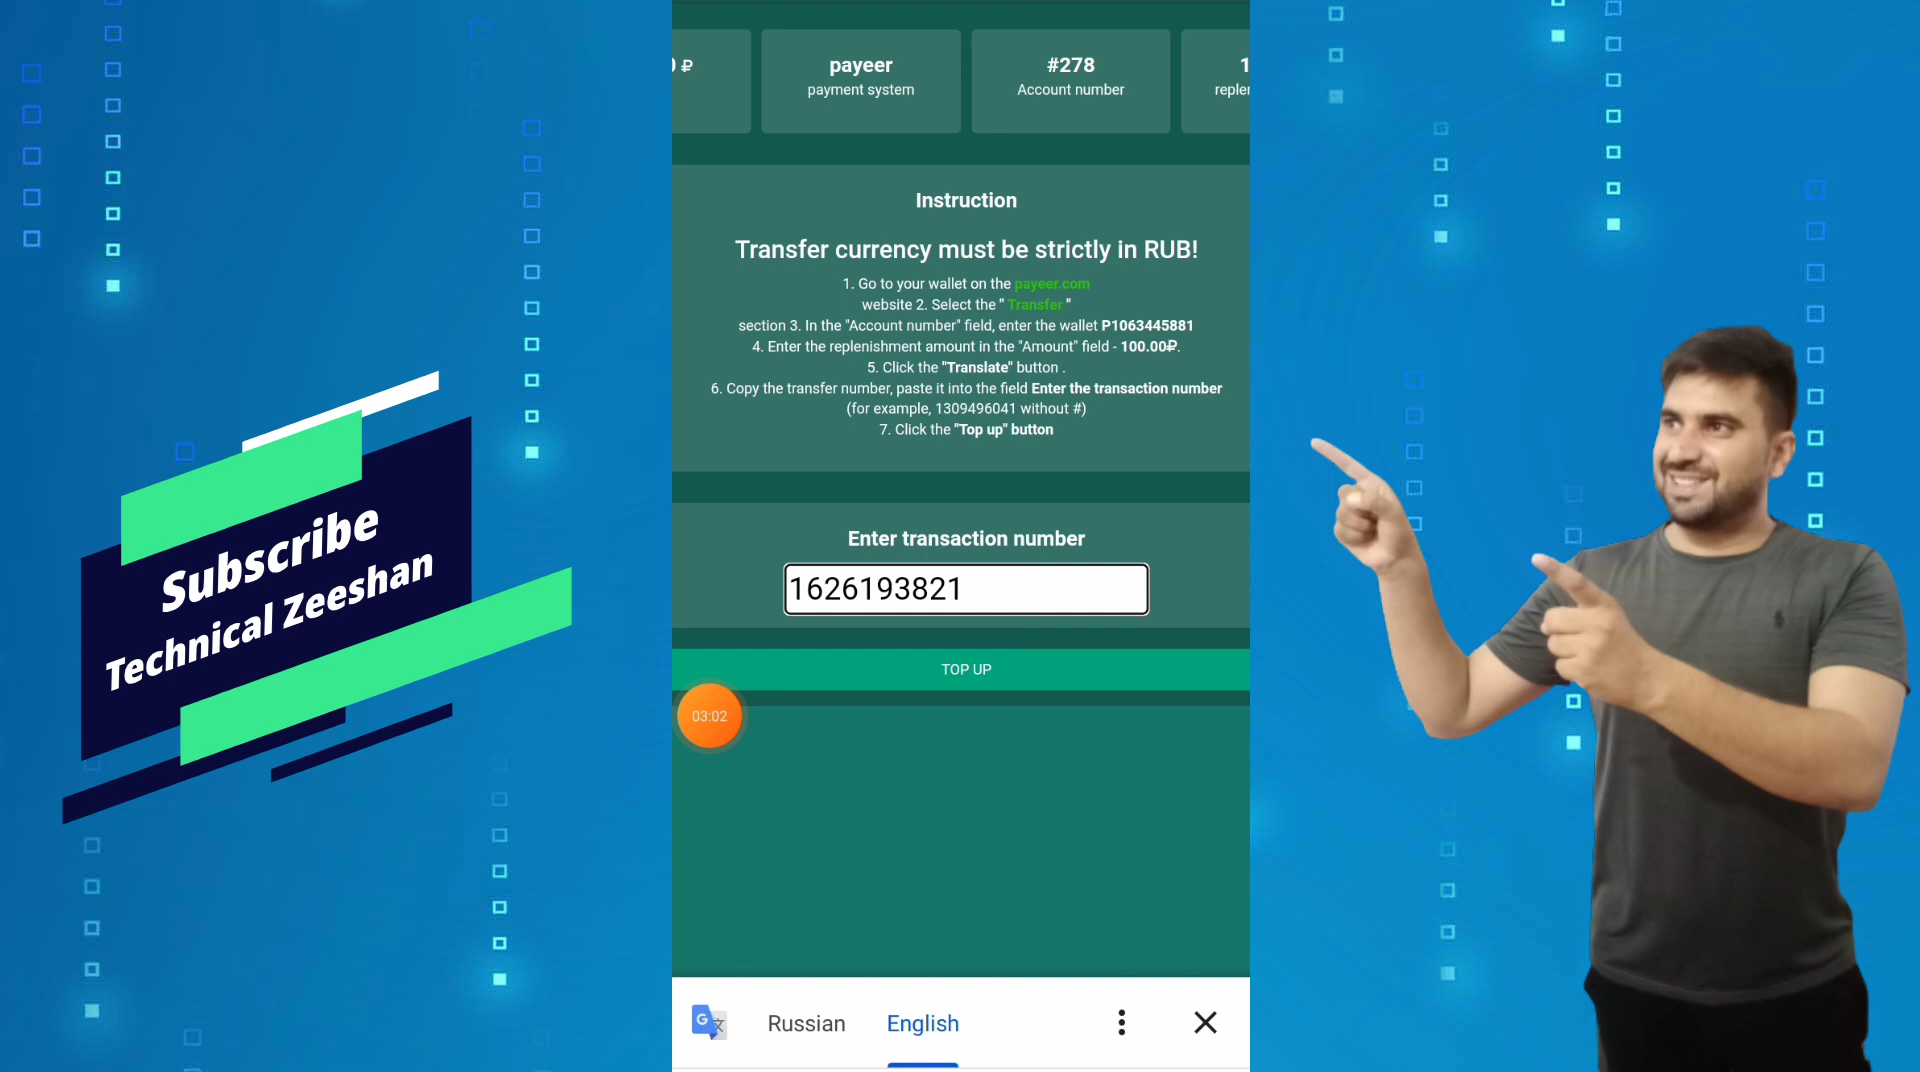 Subscribe
Technical Zeeshan
0 ₽
payeer
payment system
#278
Account number
1
repler
Instruction
Transfer currency must be strictly in RUB!
1. Go to your wallet on the payeer.com
website 2. Select the " Transfer "
section 3. In the "Account number" field, enter the wallet P1063445881
4. Enter the replenishment amount in the "Amount" field - 100.00₽.
5. Click the "Translate" button .
6. Copy the transfer number, paste it into the field Enter the transaction number
(for example, 1309496041 without #)
7. Click the "Top up" button
Enter transaction number
1626193821
TOP UP
03:02
Russian
English